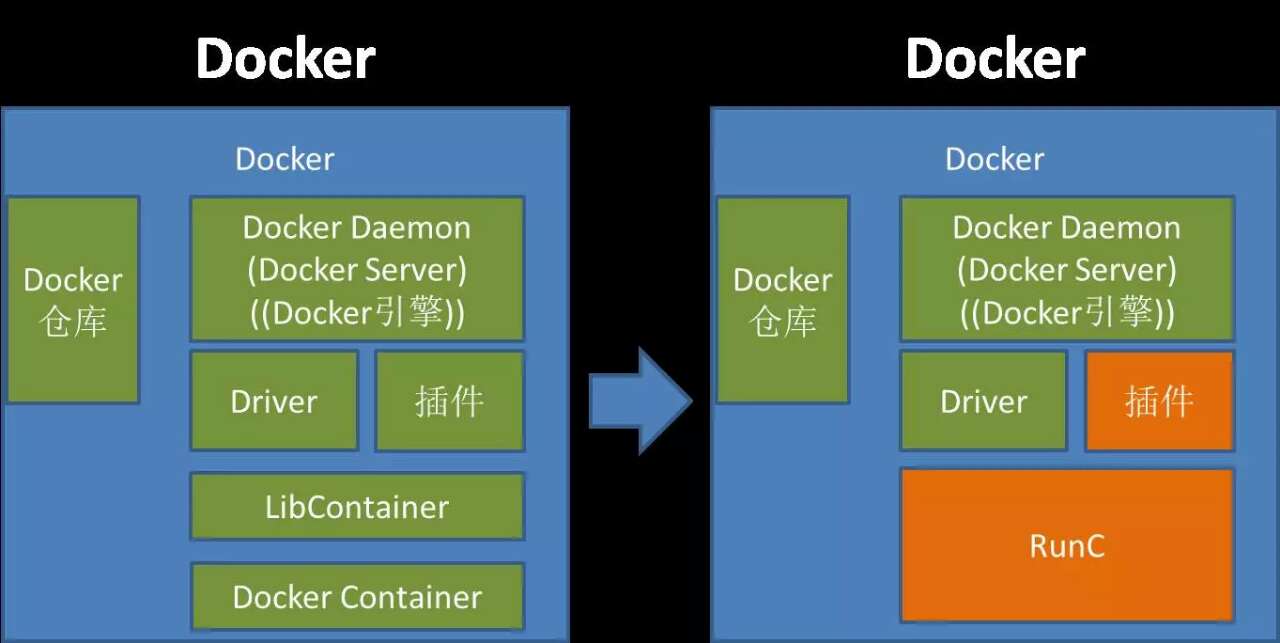 Docker
Docker
Docker
仓库
Docker Daemon
(Docker Server)
((Docker引擎))
Driver
插件
LibContainer
Docker Container
Docker
Docker
Docker
仓库
Docker Daemon
(Docker Server)
((Docker引擎))
Driver
插件
RunC